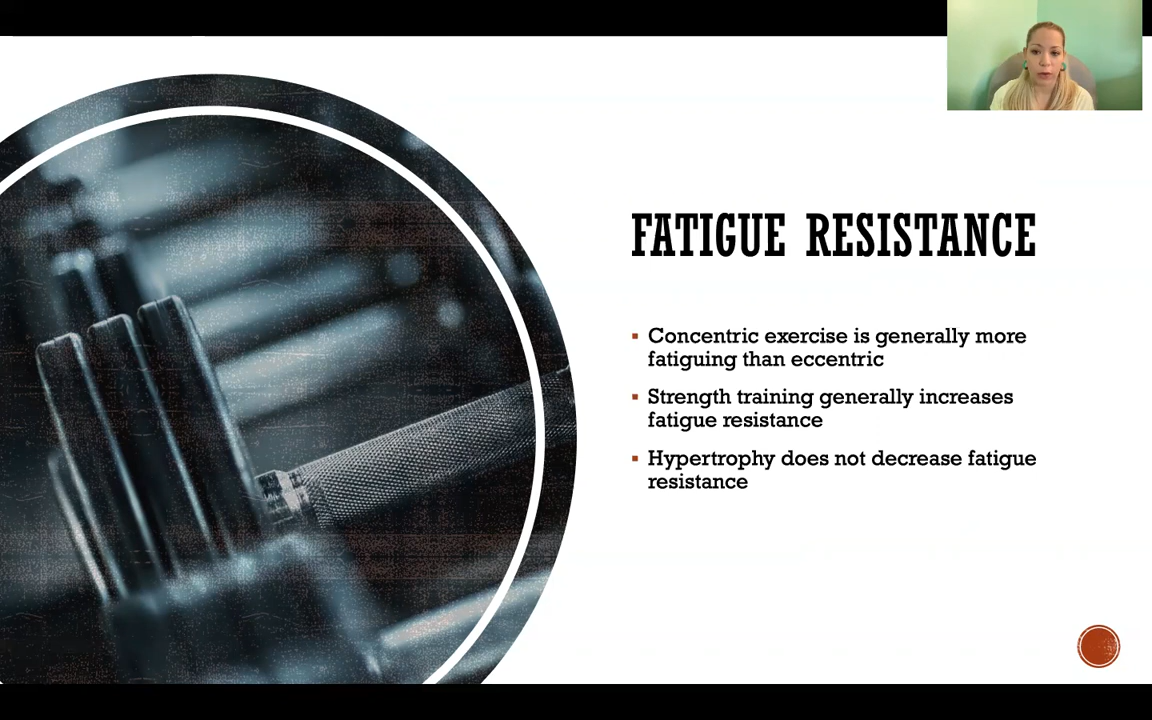 FATIGUE RESISTANCE
▪ Concentric exercise is generally more
fatiguing than eccentric
▪ Strength training generally increases
fatigue resistance
▪ Hypertrophy does not decrease fatigue
resistance